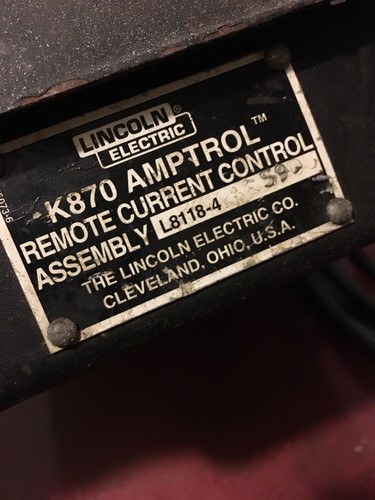 LINCOLN®
ELECTRIC
K870 AMPTROL™
REMOTE CURRENT CONTROL
ASSEMBLY L8118-4
THE LINCOLN ELECTRIC CO.
CLEVELAND, OHIO, U.S.A.